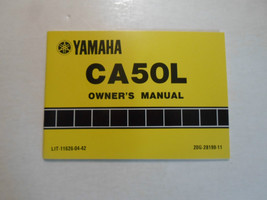 YAMAHA
CA50L
OWNER'S MANUAL
LIT-11626-04-42
25G-28199-11